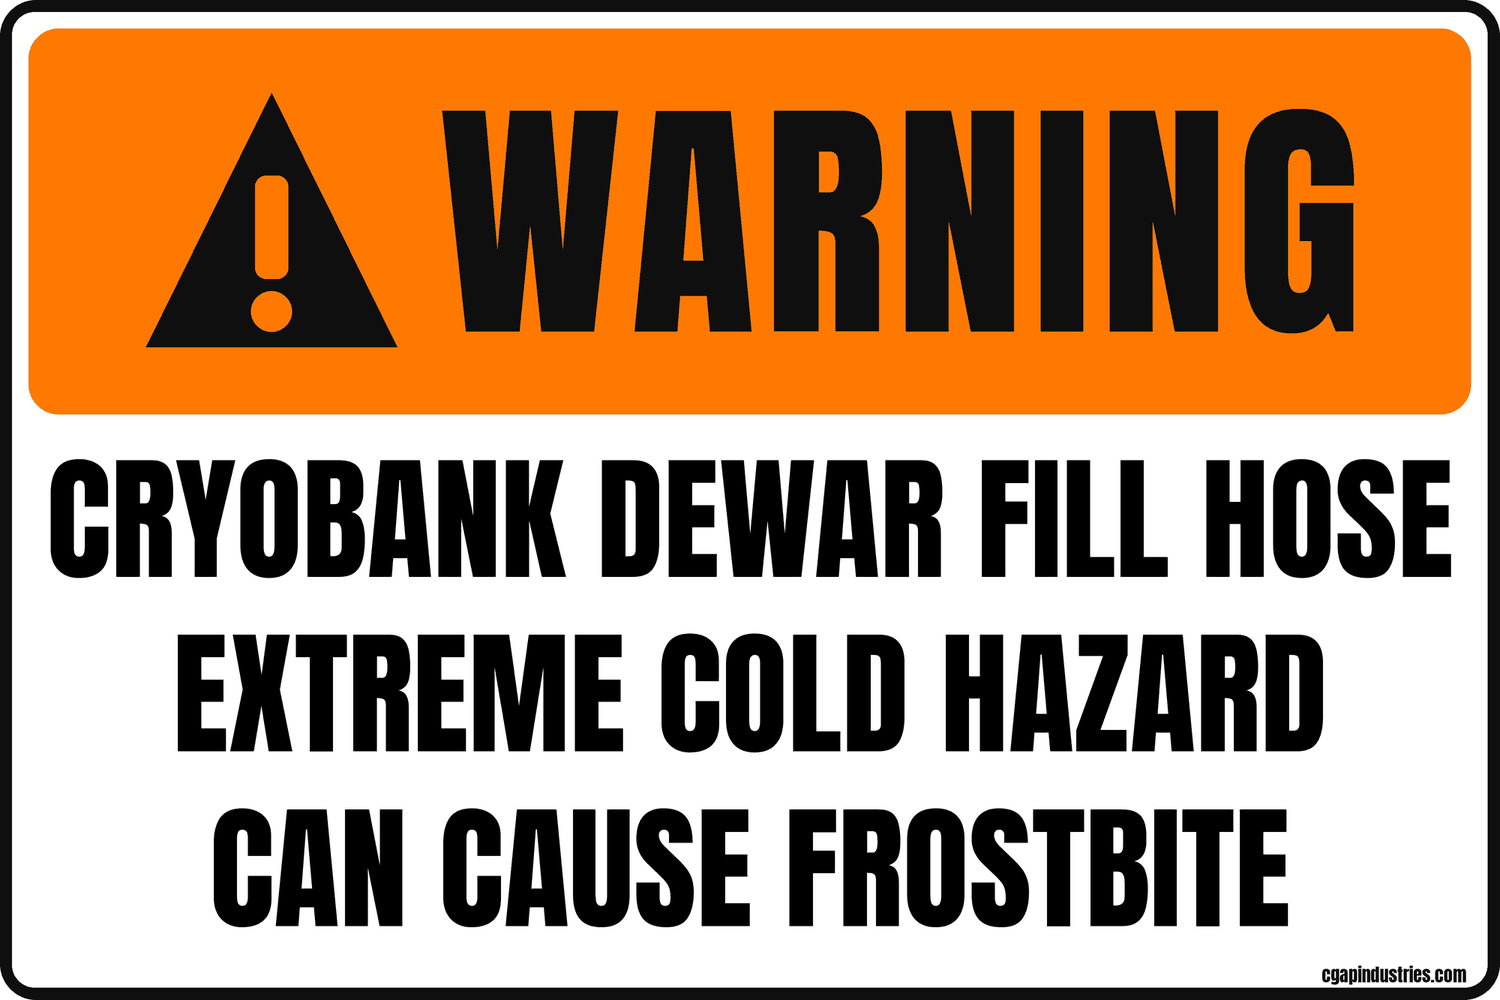 WARNING
CRYOBANK DEWAR FILL HOSE
EXTREME COLD HAZARD
CAN CAUSE FROSTBITE
cgapindustries.com